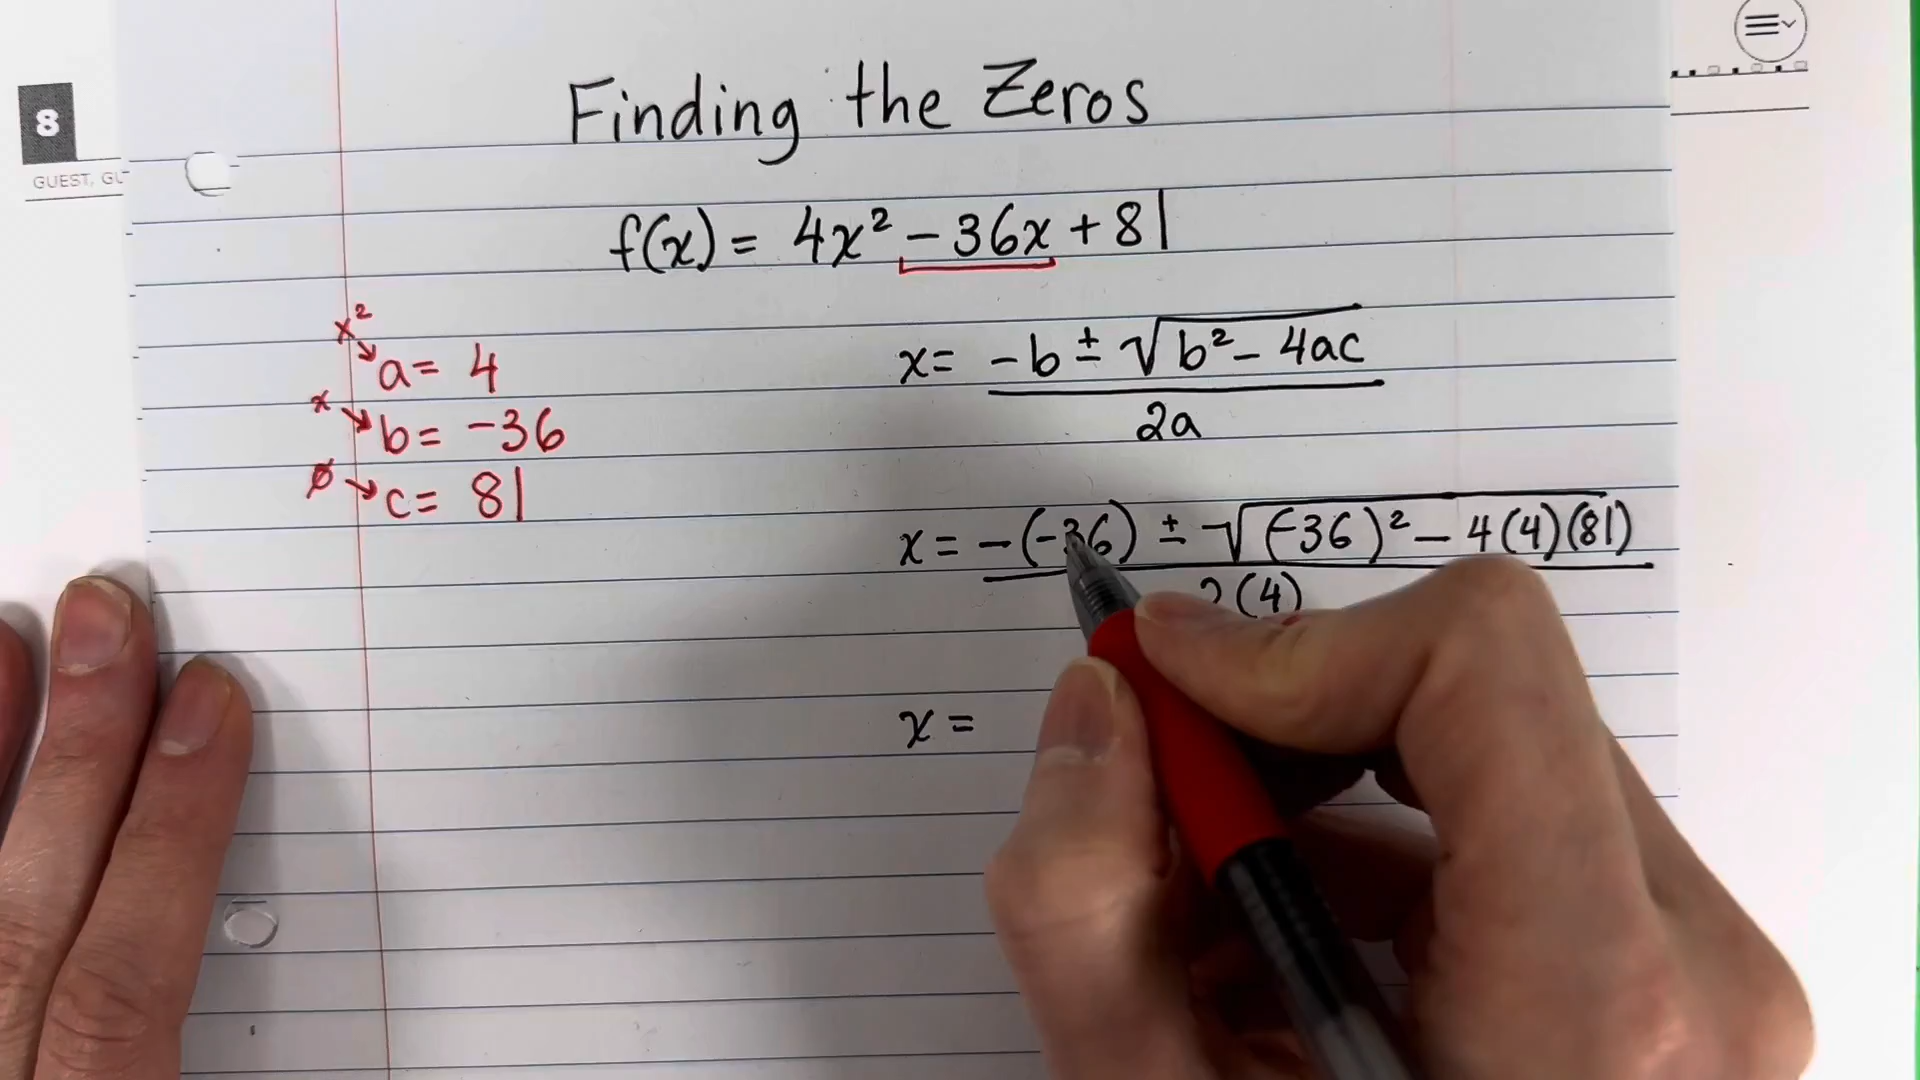 8
GUEST, GU
Finding the Zeros
f(x) = 4x² - 36x + 81
x²
a = 4
x
b = -36
∅
c = 81
x = -b ± √b² - 4ac
2a
x = -(-36) ± √(-36)² - 4(4)(81)
2(4)
x =